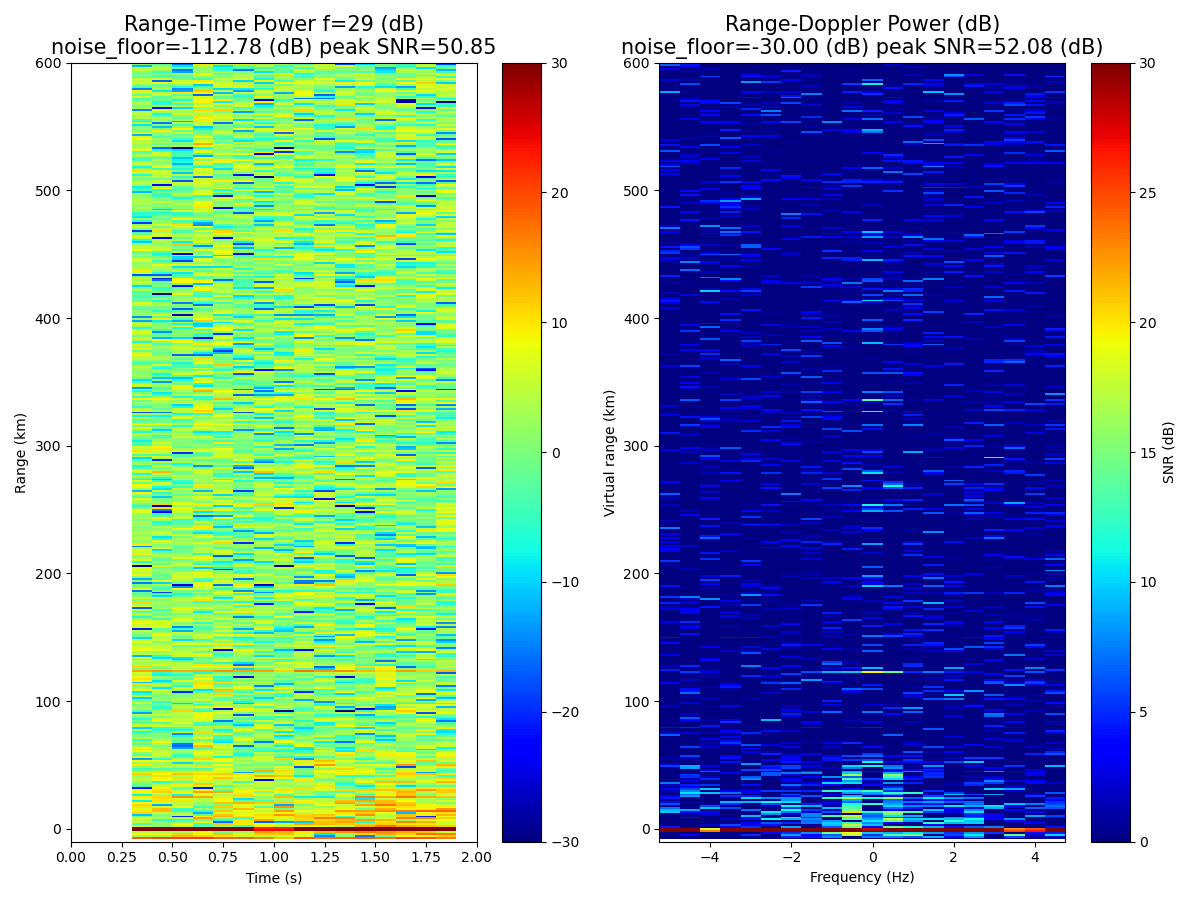 Range-Time Power f=29 (dB)
noise_floor=-112.78 (dB) peak SNR=50.85
600
500
400
300
200
100
0
Range (km)
0.00 0.25 0.50 0.75 1.00 1.25 1.50 1.75 2.00
Time (s)
30
20
10
0
−10
−20
−30
Range-Doppler Power (dB)
noise_floor=-30.00 (dB) peak SNR=52.08 (dB)
600
500
400
300
200
100
0
Virtual range (km)
−4 −2 0 2 4
Frequency (Hz)
30
25
20
15
10
5
0
SNR (dB)